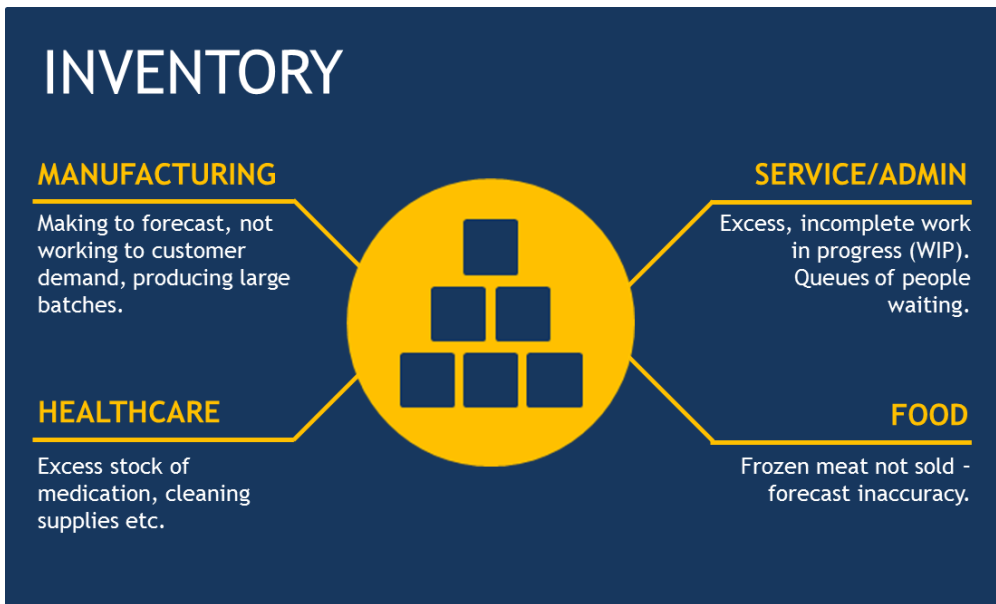 INVENTORY
MANUFACTURING
Making to forecast, not
working to customer
demand, producing large
batches.
SERVICE/ADMIN
Excess, incomplete work
in progress (WIP).
Queues of people
waiting.
HEALTHCARE
Excess stock of
medication, cleaning
supplies etc.
FOOD
Frozen meat not sold –
forecast inaccuracy.